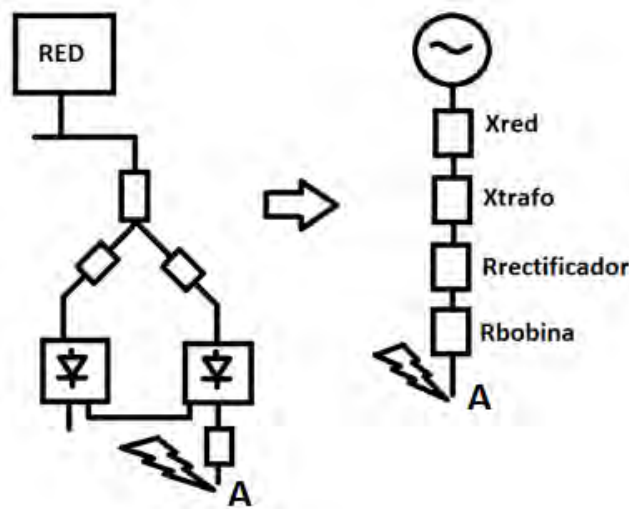 RED
Xred
Xtrafo
Rrectificador
Rbobina
A
A